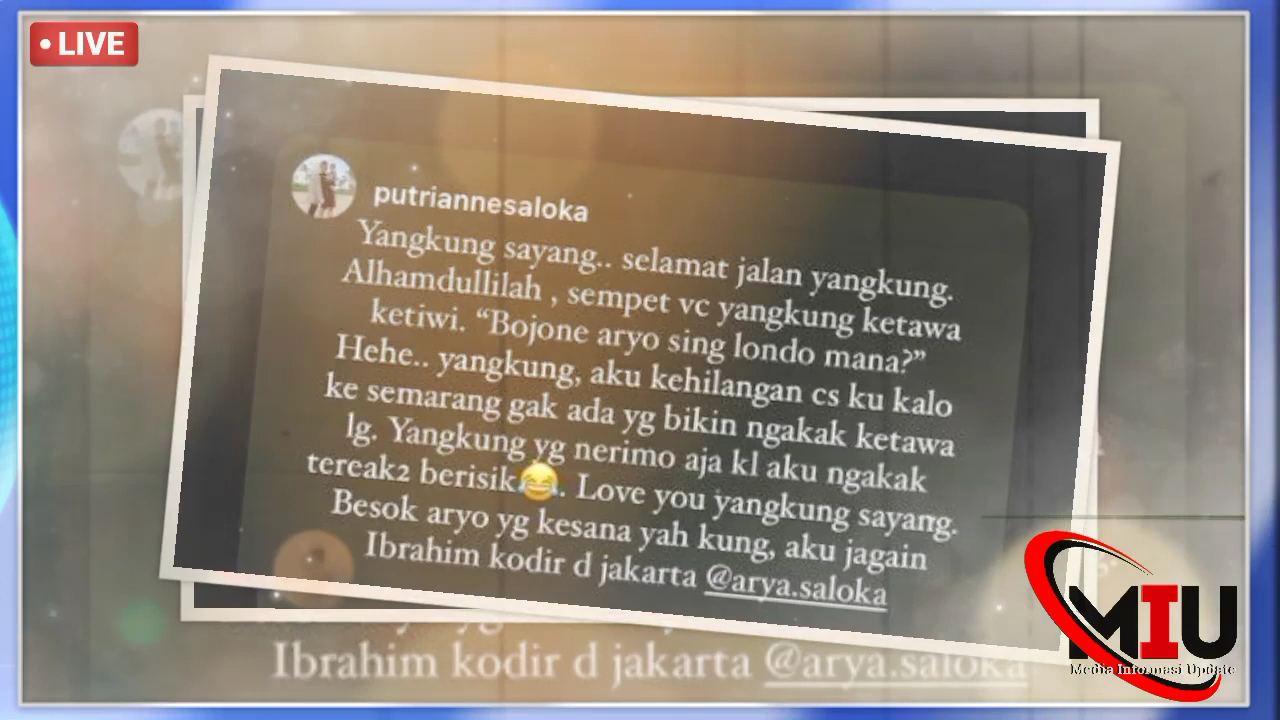 • LIVE
putriannesaloka
Yangkung sayang.. selamat jalan yangkung.
Alhamdullilah , sempet vc yangkung ketawa
ketiwi. “Bojone aryo sing londo mana?”
Hehe.. yangkung, aku kehilangan cs ku kalo
ke semarang gak ada yg bikin ngakak ketawa
lg. Yangkung yg nerimo aja kl aku ngakak
tereak2 berisik😂. Love you yangkung sayang.
Besok aryo yg kesana yah kung, aku jagain
Ibrahim kodir d jakarta @arya.saloka
Ibrahim kodir d jakarta @arya.saloka
MIU
Media Informasi Update